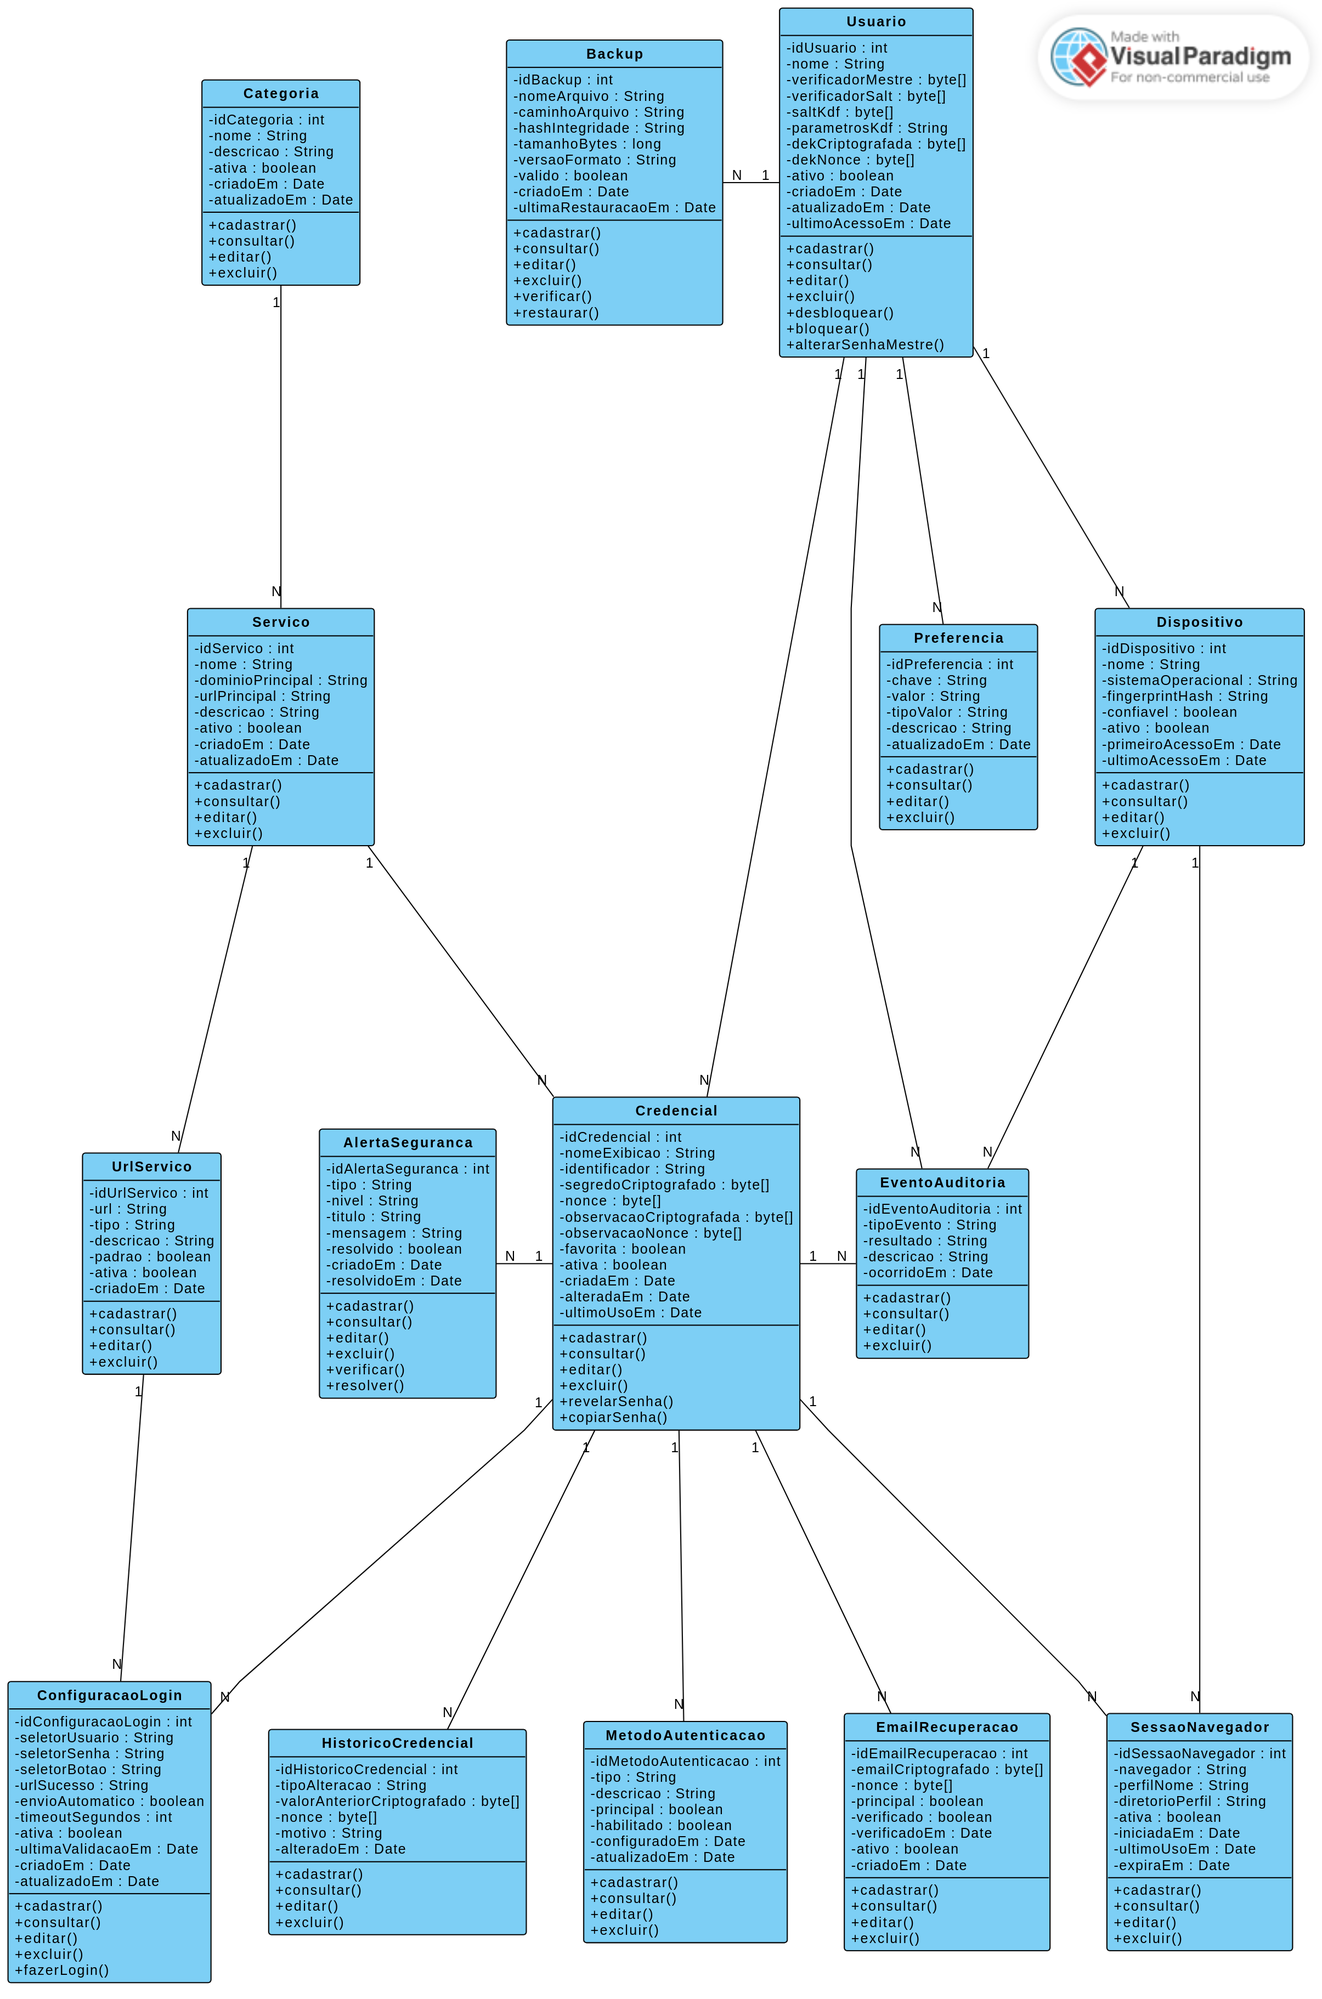 Made with
Visual Paradigm
For non-commercial use
Usuario
-idUsuario : int
-nome : String
-verificadorMestre : byte[]
-verificadorSalt : byte[]
-saltKdf : byte[]
-parametrosKdf : String
-dekCriptografada : byte[]
-dekNonce : byte[]
-ativo : boolean
-criadoEm : Date
-atualizadoEm : Date
-ultimoAcessoEm : Date
+cadastrar()
+consultar()
+editar()
+excluir()
+desbloquear()
+bloquear()
+alterarSenhaMestre()
Backup
-idBackup : int
-nomeArquivo : String
-caminhoArquivo : String
-hashIntegridade : String
-tamanhoBytes : long
-versaoFormato : String
-valido : boolean
-criadoEm : Date
-ultimaRestauracaoEm : Date
+cadastrar()
+consultar()
+editar()
+excluir()
+verificar()
+restaurar()
N 1
Categoria
-idCategoria : int
-nome : String
-descricao : String
-ativa : boolean
-criadoEm : Date
-atualizadoEm : Date
+cadastrar()
+consultar()
+editar()
+excluir()
1
1 1 1 1
N
N
N
Servico
-idServico : int
-nome : String
-dominioPrincipal : String
-urlPrincipal : String
-descricao : String
-ativo : boolean
-criadoEm : Date
-atualizadoEm : Date
+cadastrar()
+consultar()
+editar()
+excluir()
Preferencia
-idPreferencia : int
-chave : String
-valor : String
-tipoValor : String
-descricao : String
-atualizadoEm : Date
+cadastrar()
+consultar()
+editar()
+excluir()
Dispositivo
-idDispositivo : int
-nome : String
-sistemaOperacional : String
-fingerprintHash : String
-confiavel : boolean
-ativo : boolean
-primeiroAcessoEm : Date
-ultimoAcessoEm : Date
+cadastrar()
+consultar()
+editar()
+excluir()
1 1 1 1
N N N N N
UrlServico
-idUrlServico : int
-url : String
-tipo : String
-descricao : String
-padrao : boolean
-ativa : boolean
-criadoEm : Date
+cadastrar()
+consultar()
+editar()
+excluir()
AlertaSeguranca
-idAlertaSeguranca : int
-tipo : String
-nivel : String
-titulo : String
-mensagem : String
-resolvido : boolean
-criadoEm : Date
-resolvidoEm : Date
+cadastrar()
+consultar()
+editar()
+excluir()
+verificar()
+resolver()
N 1
Credencial
-idCredencial : int
-nomeExibicao : String
-identificador : String
-segredoCriptografado : byte[]
-nonce : byte[]
-observacaoCriptografada : byte[]
-observacaoNonce : byte[]
-favorita : boolean
-ativa : boolean
-criadaEm : Date
-alteradaEm : Date
-ultimoUsoEm : Date
+cadastrar()
+consultar()
+editar()
+excluir()
+revelarSenha()
+copiarSenha()
1 N
EventoAuditoria
-idEventoAuditoria : int
-tipoEvento : String
-resultado : String
-descricao : String
-ocorridoEm : Date
+cadastrar()
+consultar()
+editar()
+excluir()
1 1 1 1 1 1
N N N N N N N
ConfiguracaoLogin
-idConfiguracaoLogin : int
-seletorUsuario : String
-seletorSenha : String
-seletorBotao : String
-urlSucesso : String
-envioAutomatico : boolean
-timeoutSegundos : int
-ativa : boolean
-ultimaValidacaoEm : Date
-criadoEm : Date
-atualizadoEm : Date
+cadastrar()
+consultar()
+editar()
+excluir()
+fazerLogin()
HistoricoCredencial
-idHistoricoCredencial : int
-tipoAlteracao : String
-valorAnteriorCriptografado : byte[]
-nonce : byte[]
-motivo : String
-alteradoEm : Date
+cadastrar()
+consultar()
+editar()
+excluir()
MetodoAutenticacao
-idMetodoAutenticacao : int
-tipo : String
-descricao : String
-principal : boolean
-habilitado : boolean
-configuradoEm : Date
-atualizadoEm : Date
+cadastrar()
+consultar()
+editar()
+excluir()
EmailRecuperacao
-idEmailRecuperacao : int
-emailCriptografado : byte[]
-nonce : byte[]
-principal : boolean
-verificado : boolean
-verificadoEm : Date
-ativo : boolean
-criadoEm : Date
+cadastrar()
+consultar()
+editar()
+excluir()
SessaoNavegador
-idSessaoNavegador : int
-navegador : String
-perfilNome : String
-diretorioPerfil : String
-ativa : boolean
-iniciadaEm : Date
-ultimoUsoEm : Date
-expiraEm : Date
+cadastrar()
+consultar()
+editar()
+excluir()